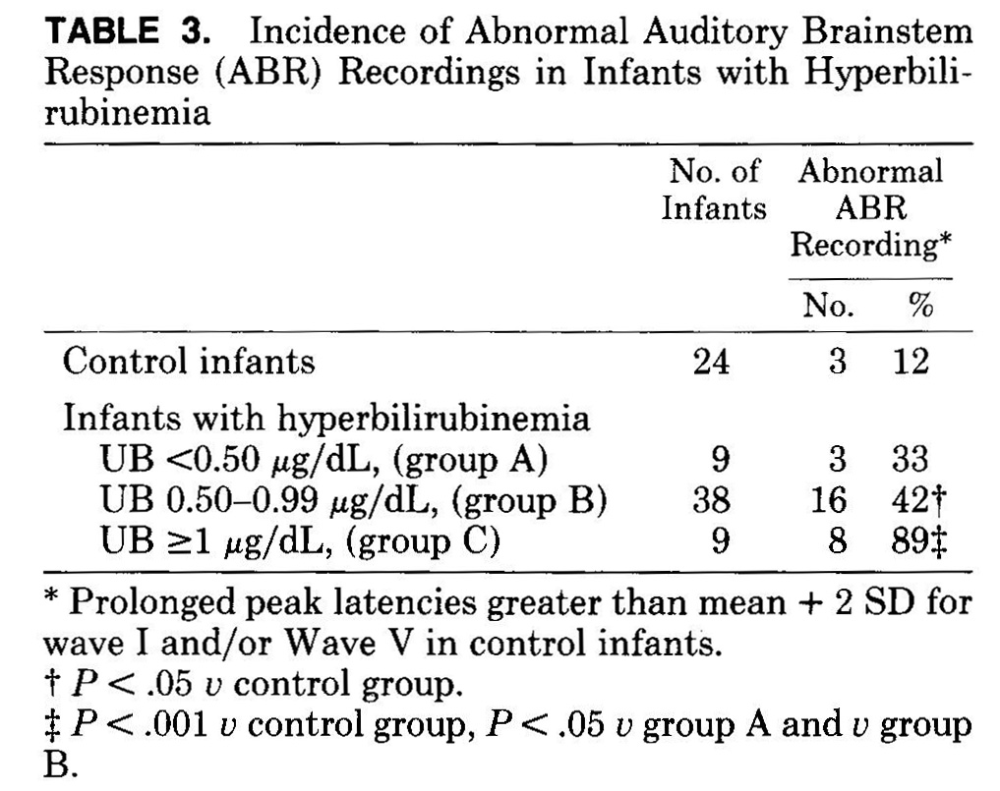 TABLE 3. Incidence of Abnormal Auditory Brainstem
Response (ABR) Recordings in Infants with Hyperbili-
rubinemia
No. of Abnormal
Infants ABR
Recording*
No. %
Control infants 24 3 12
Infants with hyperbilirubinemia
UB <0.50 μg/dL, (group A) 9 3 33
UB 0.50–0.99 μg/dL, (group B) 38 16 42†
UB ≥1 μg/dL, (group C) 9 8 89‡
* Prolonged peak latencies greater than mean + 2 SD for
wave I and/or Wave V in control infants.
† P < .05 v control group.
‡ P < .001 v control group, P < .05 v group A and v group
B.